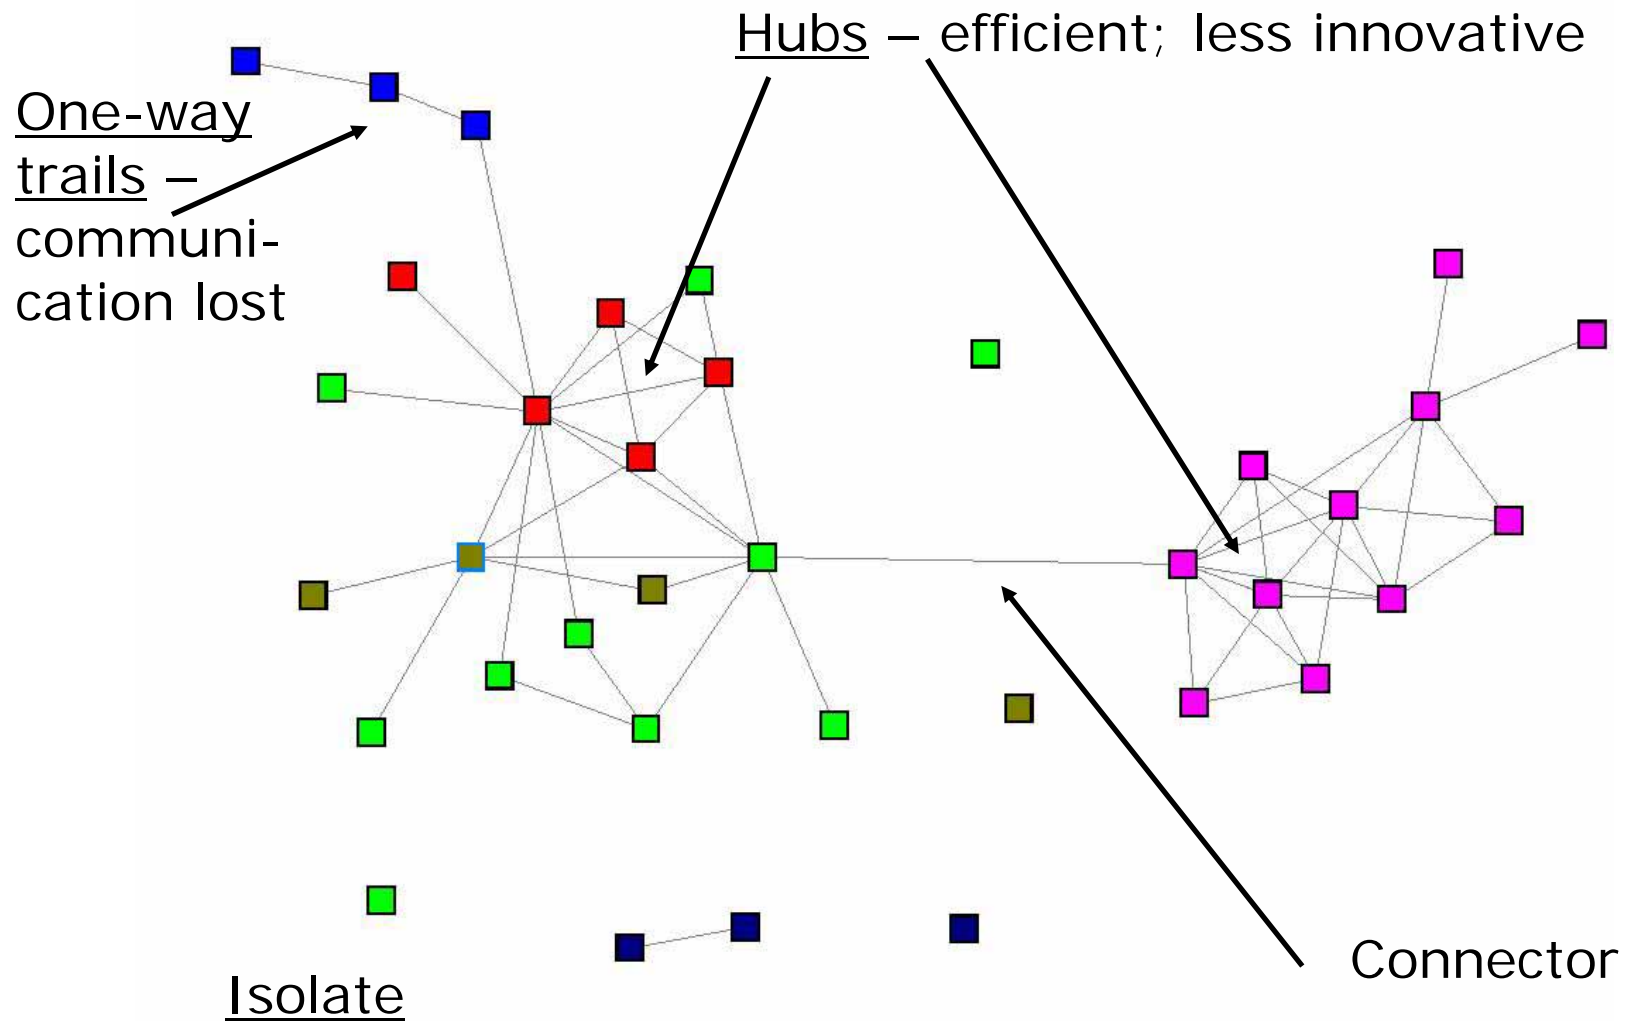 Hubs – efficient; less innovative
One-way
trails –
communi-
cation lost
Connector
Isolate